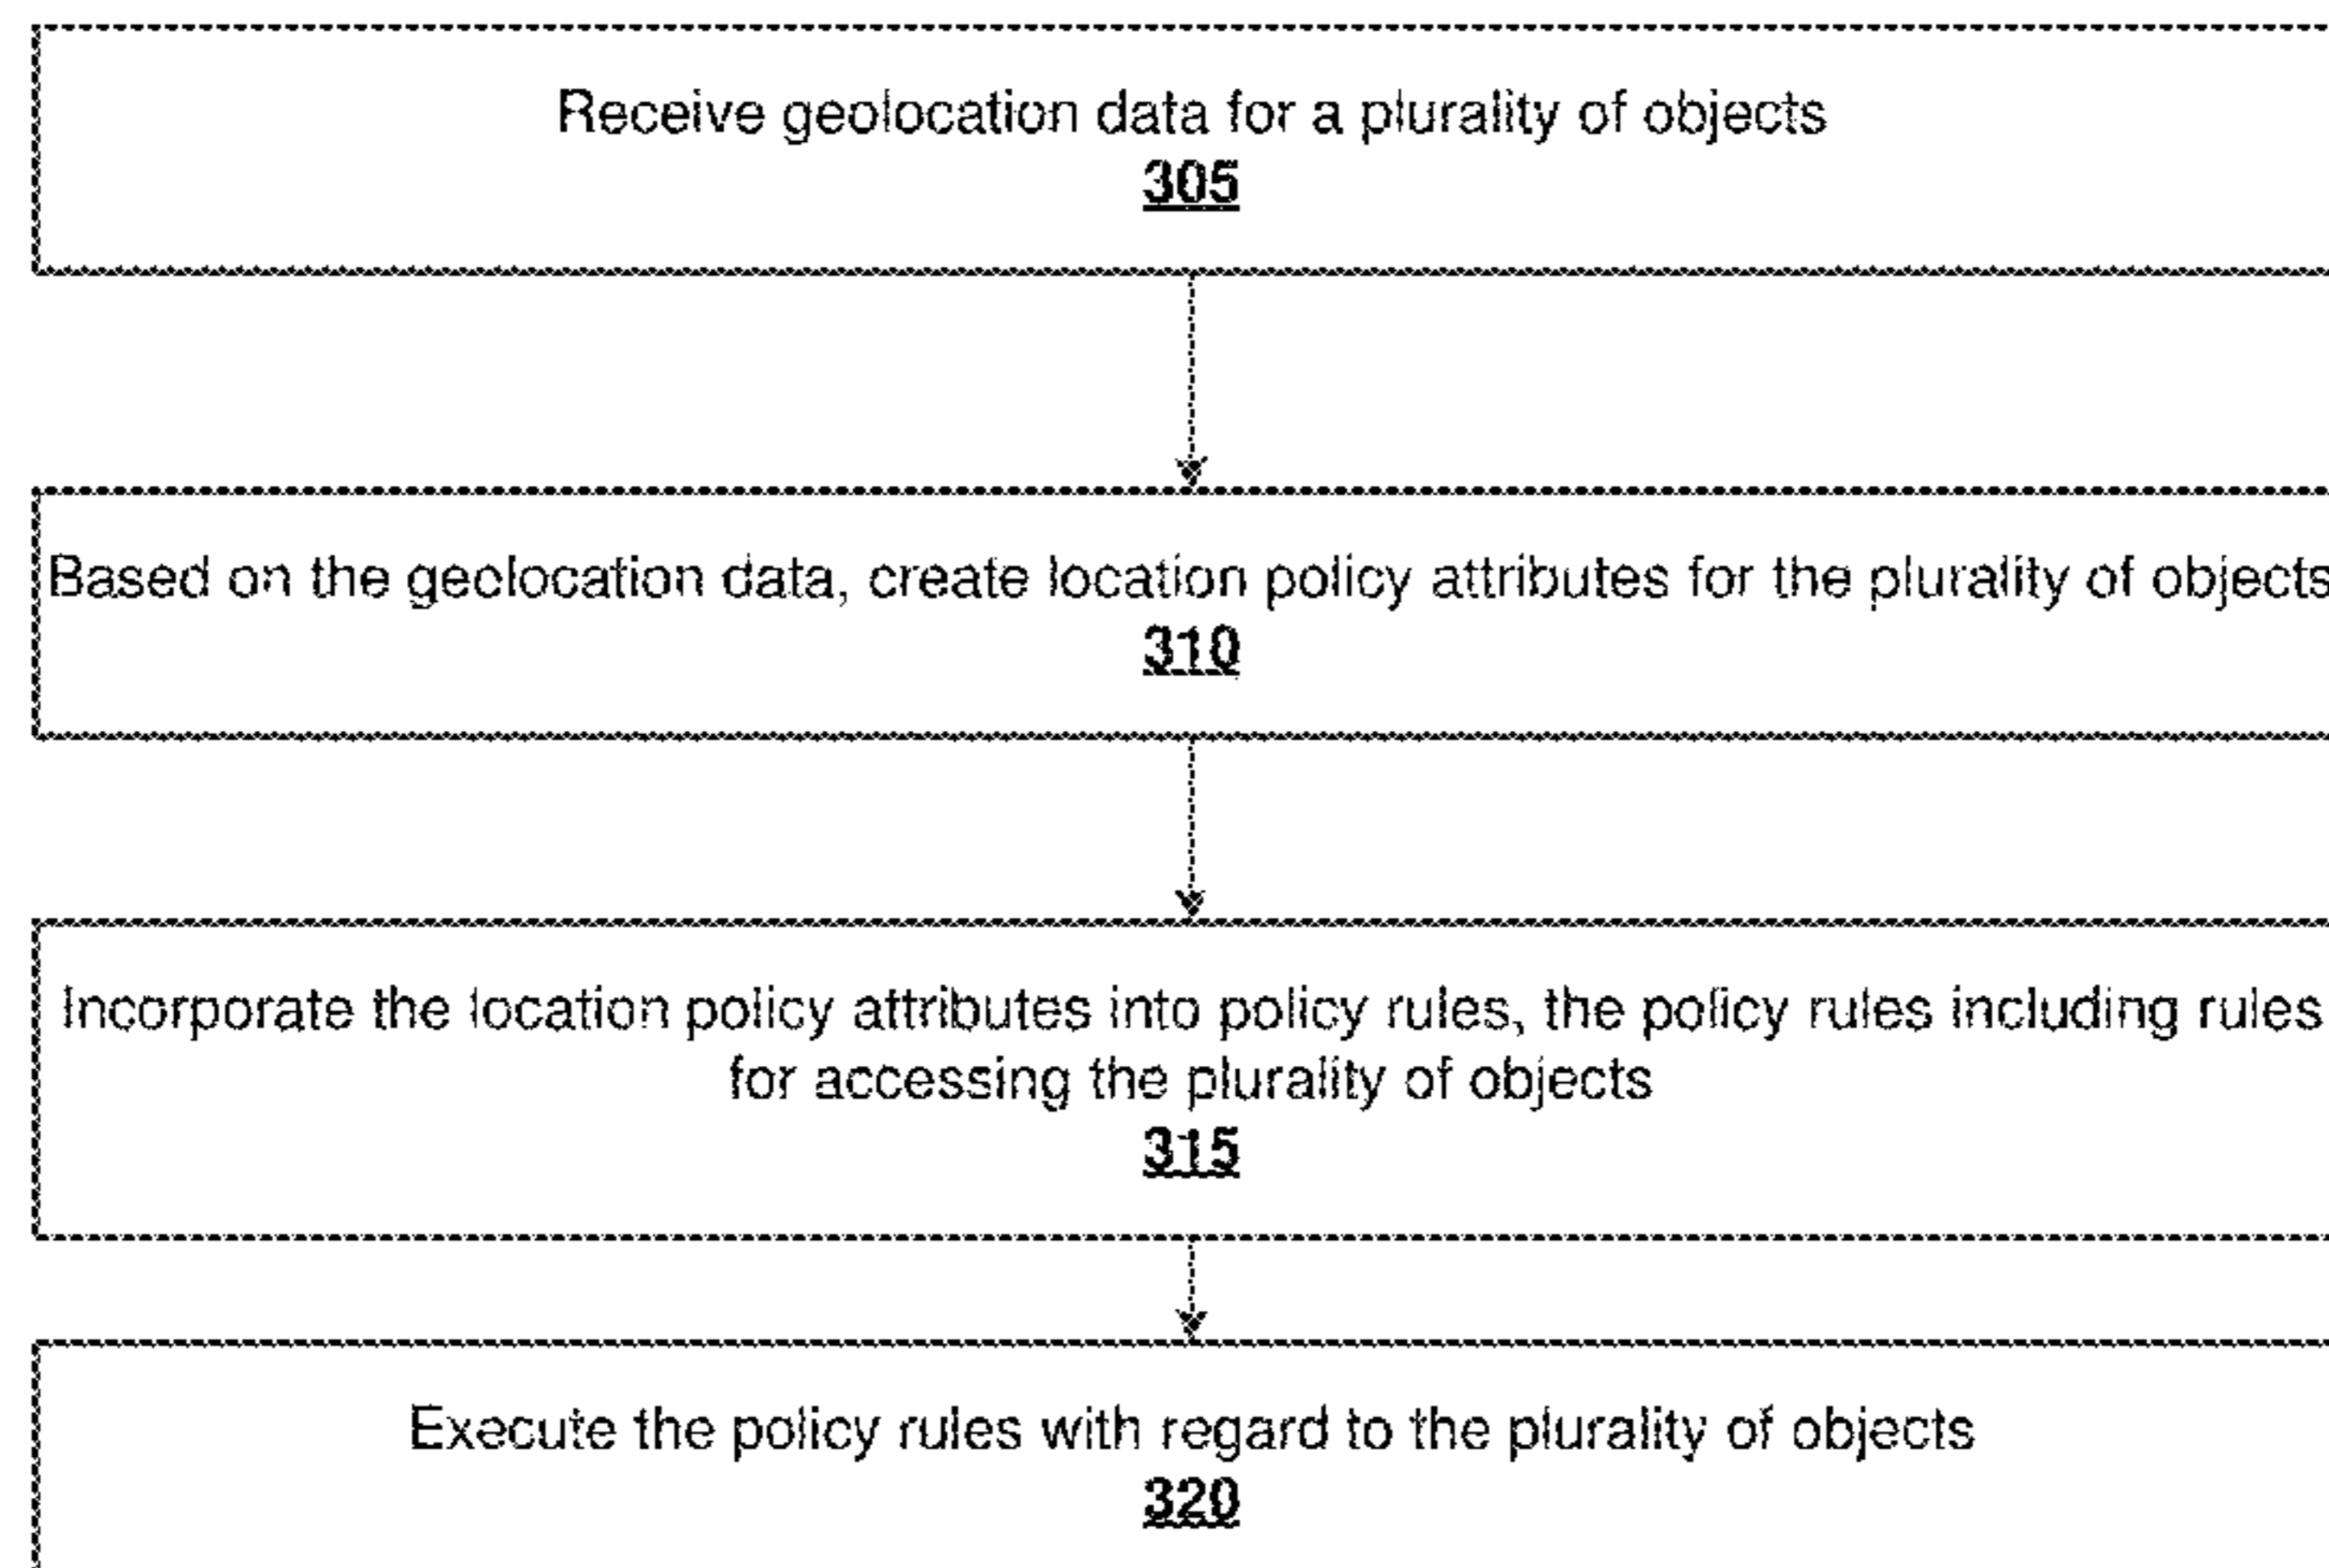 Receive geolocation data for a plurality of objects
305
Based on the geolocation data, create location policy attributes for the plurality of objects
310
Incorporate the location policy attributes into policy rules, the policy rules including rules
for accessing the plurality of objects
315
Execute the policy rules with regard to the plurality of objects
320